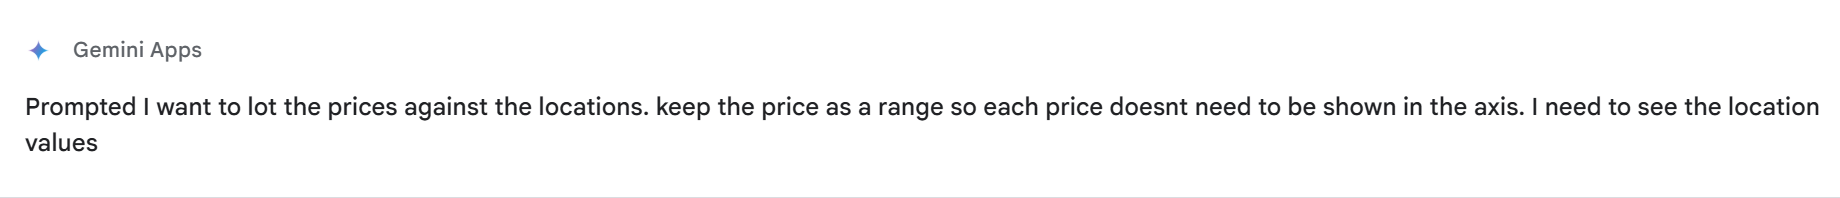 Gemini Apps
Prompted I want to lot the prices against the locations. keep the price as a range so each price doesnt need to be shown in the axis. I need to see the location
values